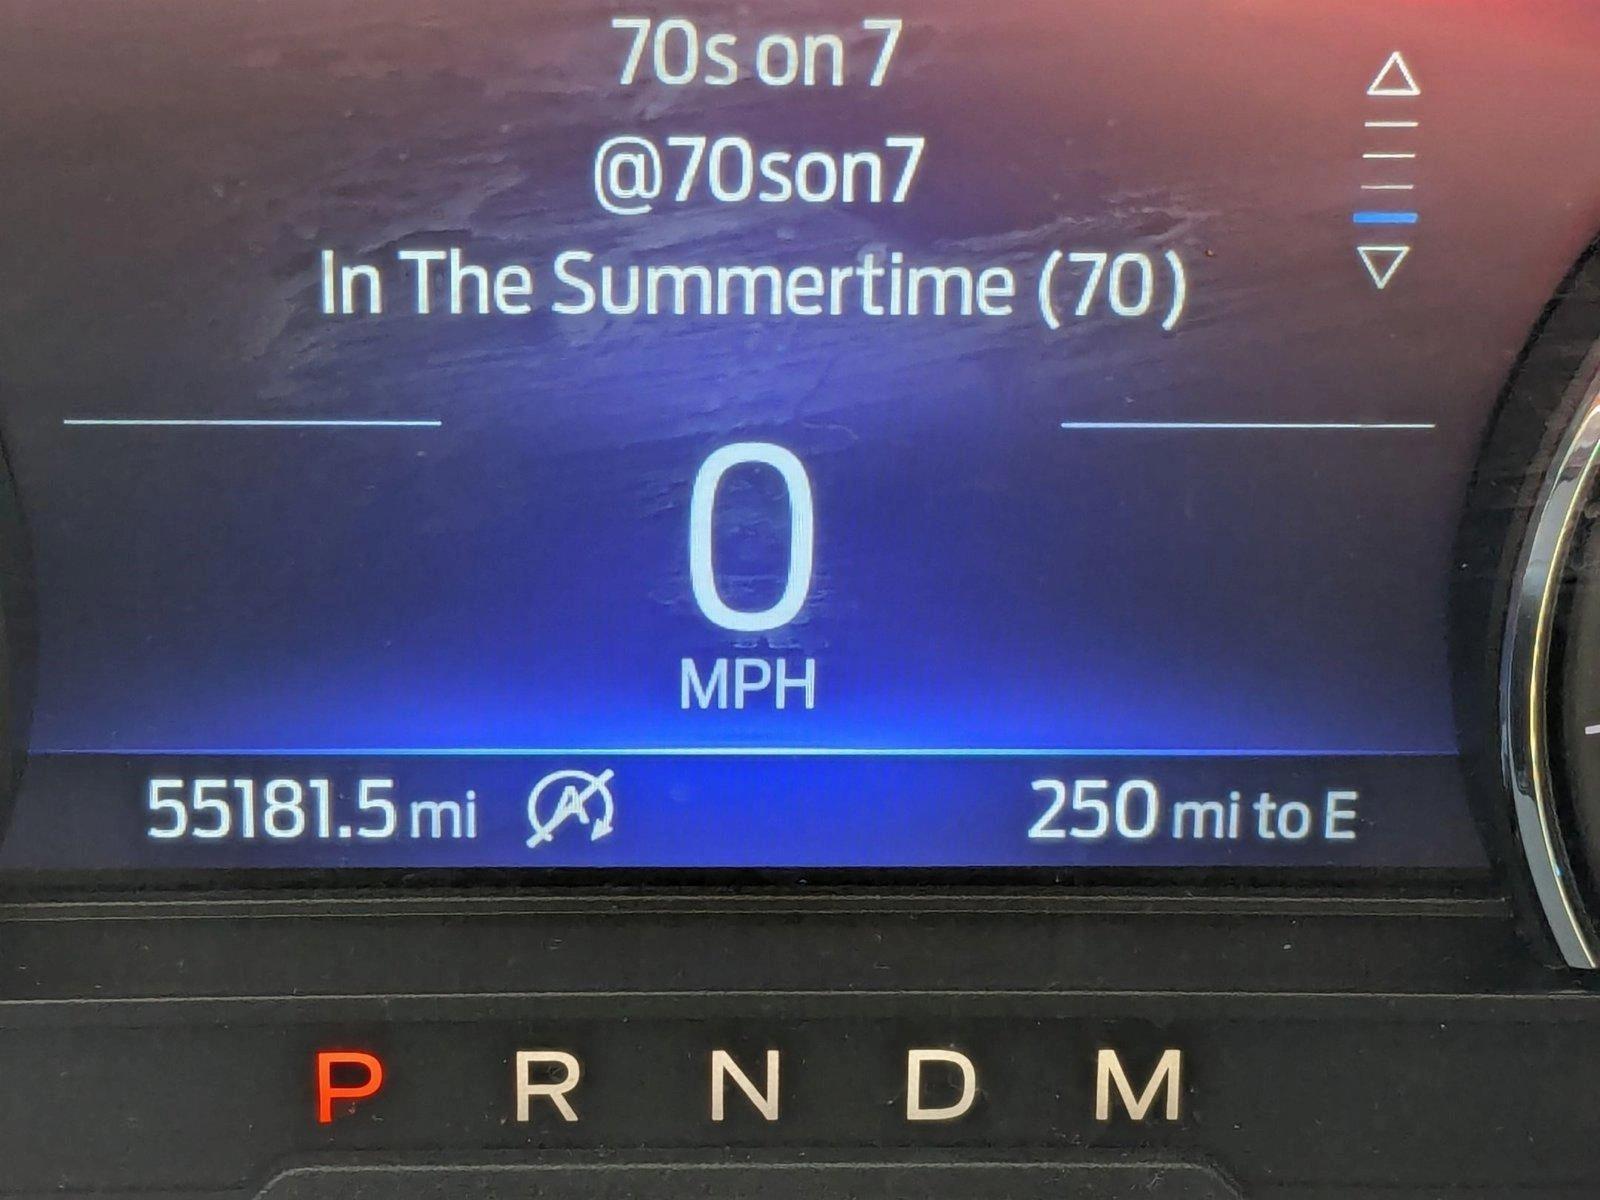 70s on 7
@70son7
In The Summertime (70)
0
MPH
55181.5 mi A 250 mi to E
P R N D M